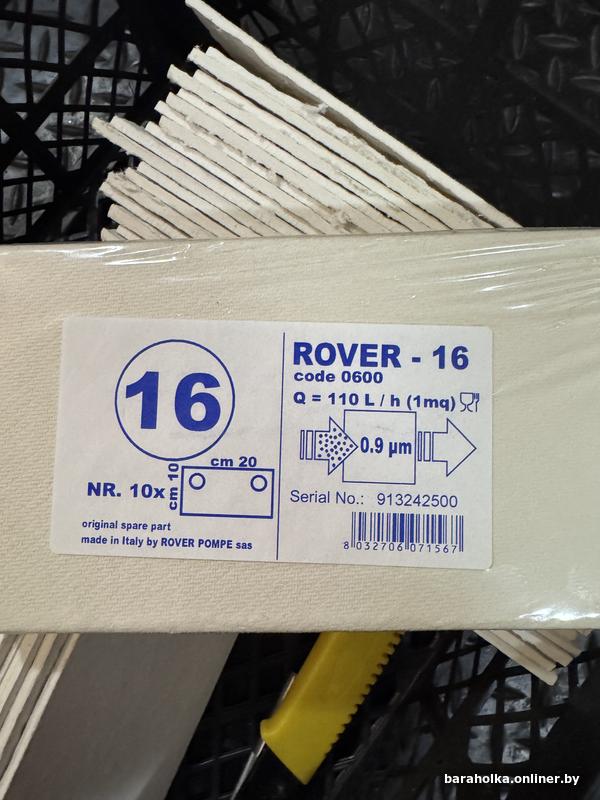 16
NR. 10x
cm 10
cm 20
original spare part
made in Italy by ROVER POMPE sas
ROVER - 16
code 0600
Q = 110 L / h (1mq)
0.9 µm
Serial No.: 913242500
8 032706 071567
baraholka.onliner.by